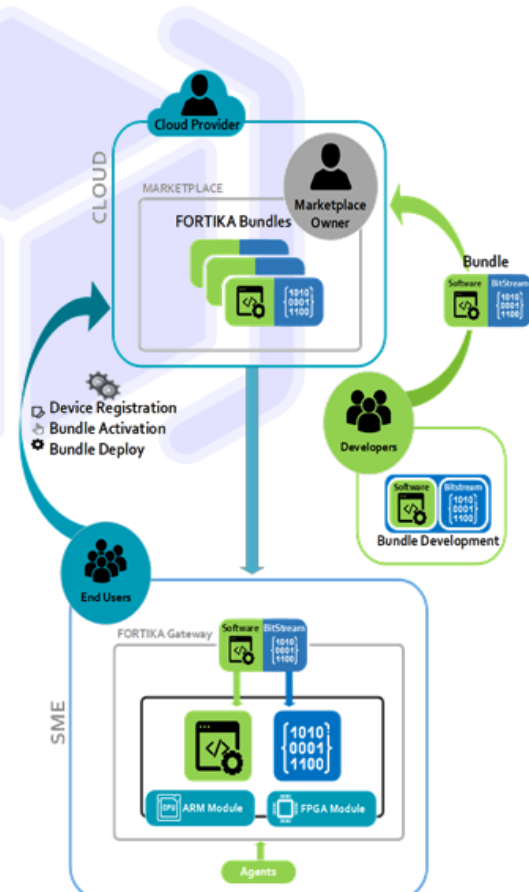 Cloud Provider
CLOUD
MARKETPLACE
Marketplace
Owner
FORTIKA Bundles
{1010}
0001
1100
Bundle
Software
BitStream
{1010}
0001
1100
Device Registration
Bundle Activation
Bundle Deploy
Developers
Software
Bitstream
{1010}
0001
1100
Bundle Development
End Users
SME
FORTIKA Gateway
Software
BitStream
1010
{0001}
1100
</>
1010
{0001}
1100
CPU
ARM Module
FPGA Module
Agents